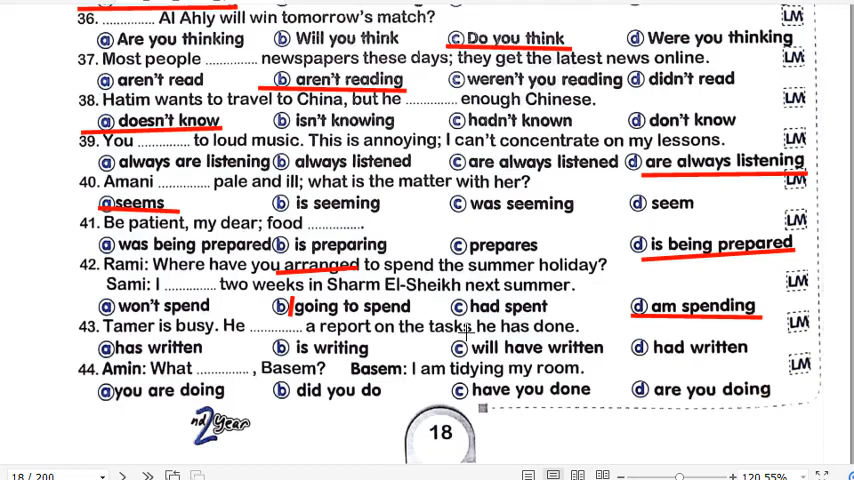 36. ............... Al Ahly will win tomorrow's match? LM
ⓐ Are you thinking ⓑ Will you think ⓒ Do you think ⓓ Were you thinking
37. Most people ............. newspapers these days; they get the latest news online. LM
ⓐ aren't read ⓑ aren't reading ⓒ weren't you reading ⓓ didn't read
38. Hatim wants to travel to China, but he ............. enough Chinese. LM
ⓐ doesn't know ⓑ isn't knowing ⓒ hadn't known ⓓ don't know
39. You ............. to loud music. This is annoying; I can't concentrate on my lessons. LM
ⓐ always are listening ⓑ always listened ⓒ are always listened ⓓ are always listening
40. Amani ............. pale and ill; what is the matter with her? LM
ⓐ seems ⓑ is seeming ⓒ was seeming ⓓ seem
41. Be patient, my dear; food ............. . LM
ⓐ was being prepared ⓑ is preparing ⓒ prepares ⓓ is being prepared
42. Rami: Where have you arranged to spend the summer holiday?
Sami: I ............. two weeks in Sharm El-Sheikh next summer. LM
ⓐ won't spend ⓑ going to spend ⓒ had spent ⓓ am spending
43. Tamer is busy. He ............. a report on the tasks he has done. LM
ⓐ has written ⓑ is writing ⓒ will have written ⓓ had written
44. Amin: What ............. , Basem? Basem: I am tidying my room. LM
ⓐ you are doing ⓑ did you do ⓒ have you done ⓓ are you doing
2nd Year
18
18 / 200 120.55%